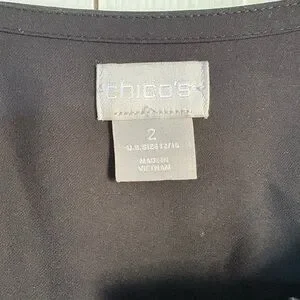 chico's
2
U.S. SIZE 12/14
MADE IN
VIETNAM